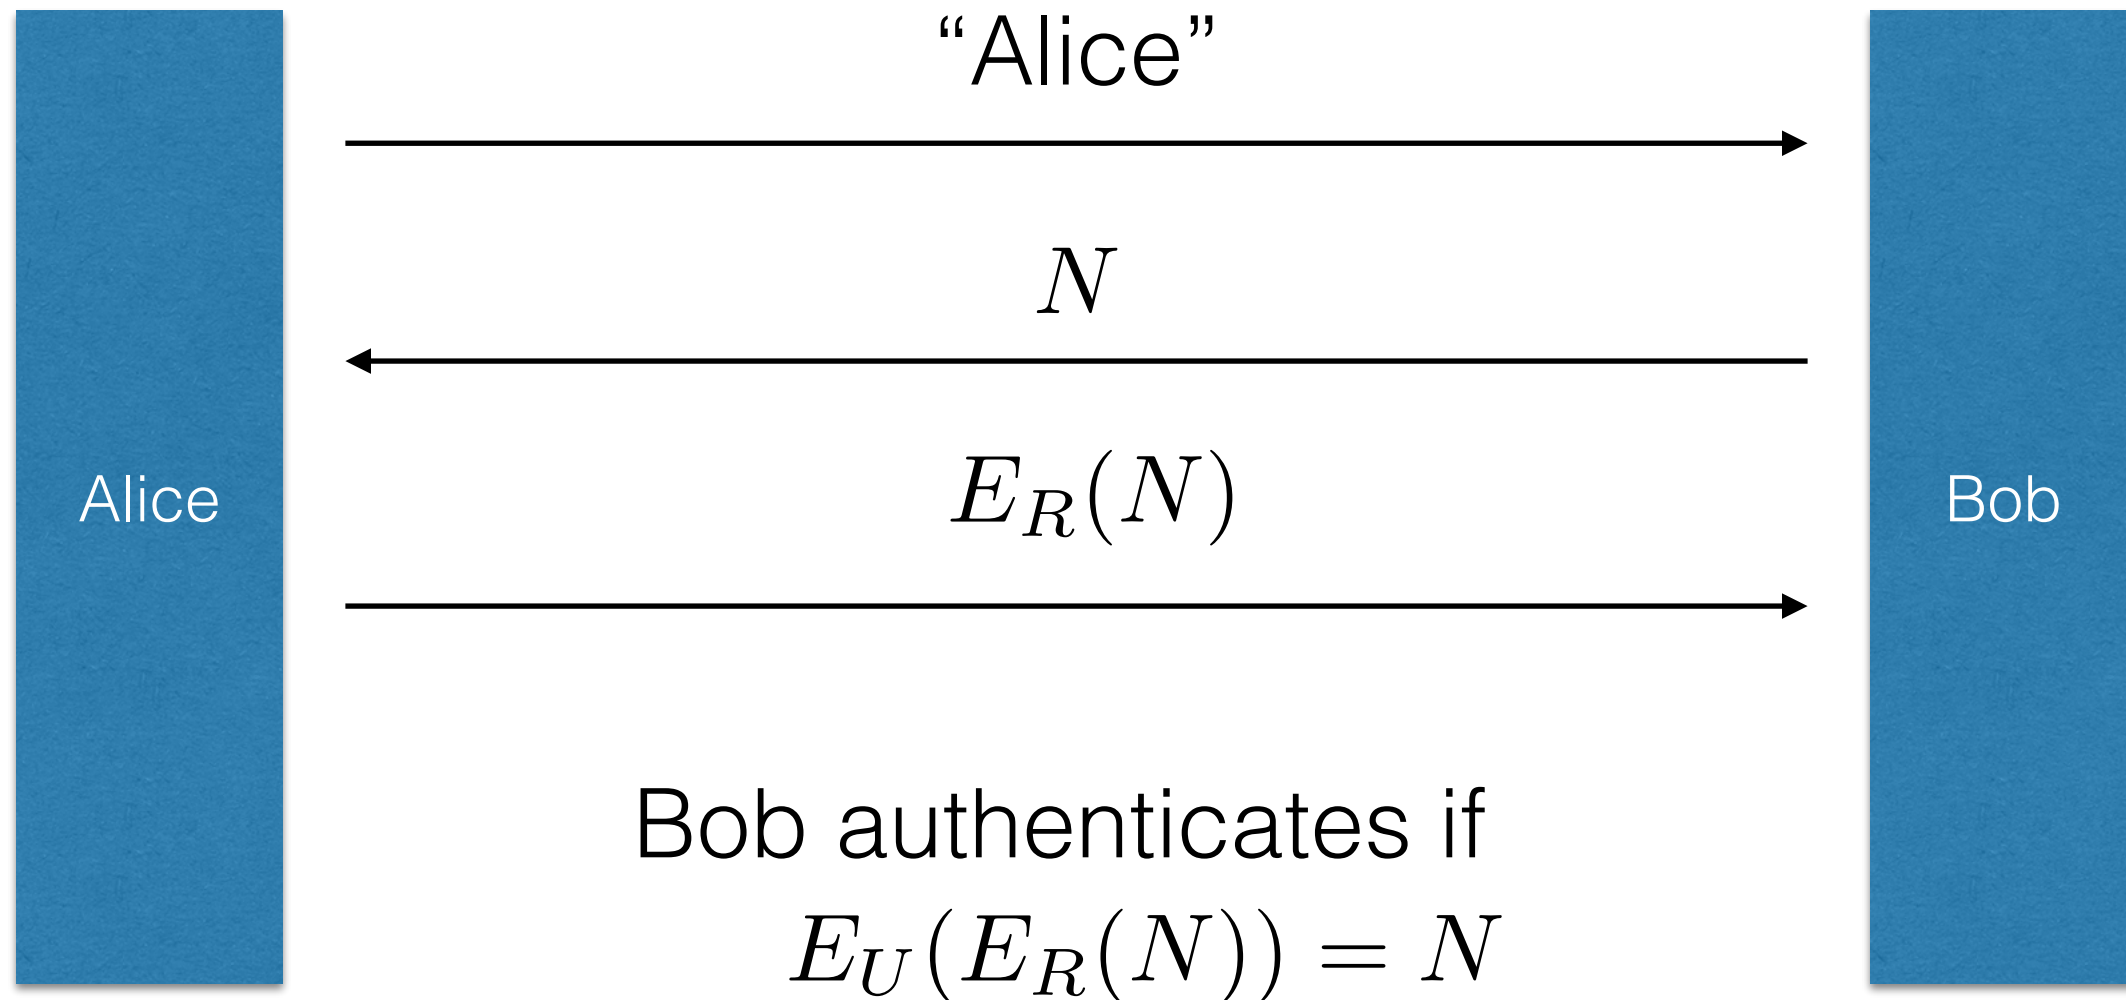 “Alice”
N
E_R(N)
Alice
Bob
Bob authenticates if
E_U(E_R(N)) = N